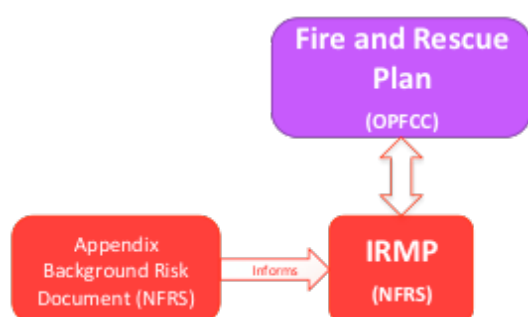 Fire and Rescue
Plan
(OPFCC)
Appendix
Background Risk
Document (NFRS)
Informs
IRMP
(NFRS)